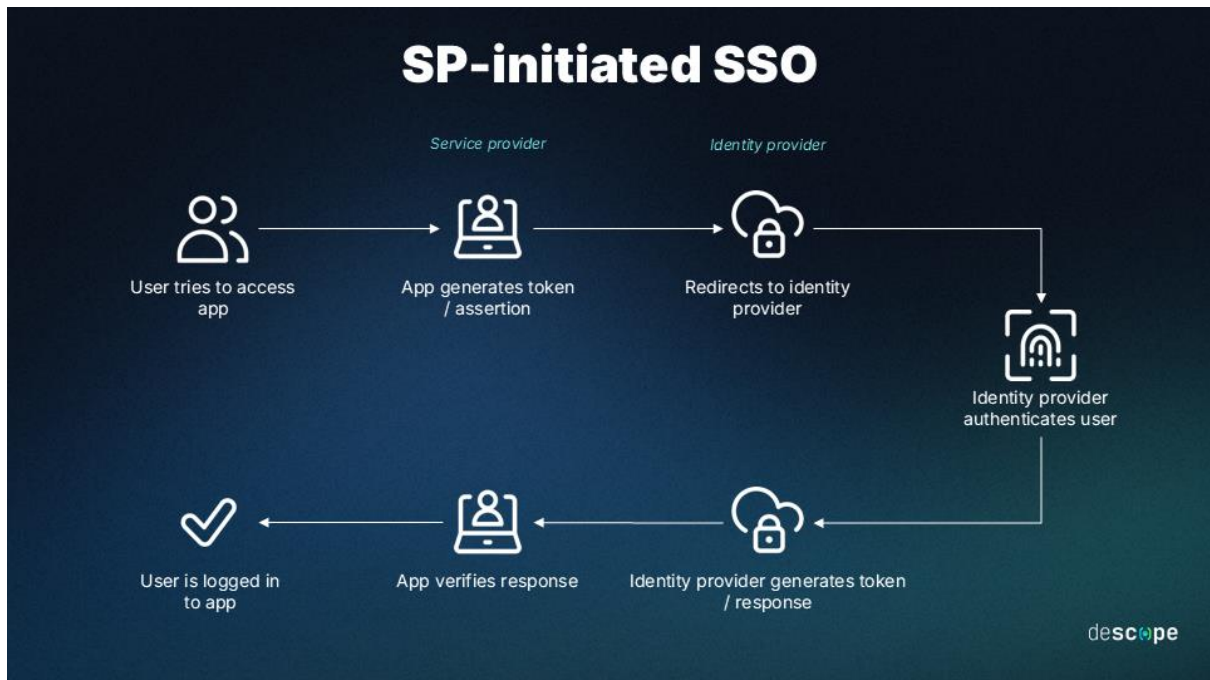 SP-initiated SSO
Service provider
Identity provider
User tries to access
app
App generates token
/ assertion
Redirects to identity
provider
Identity provider
authenticates user
User is logged in
to app
App verifies response
Identity provider generates token
/ response
descope